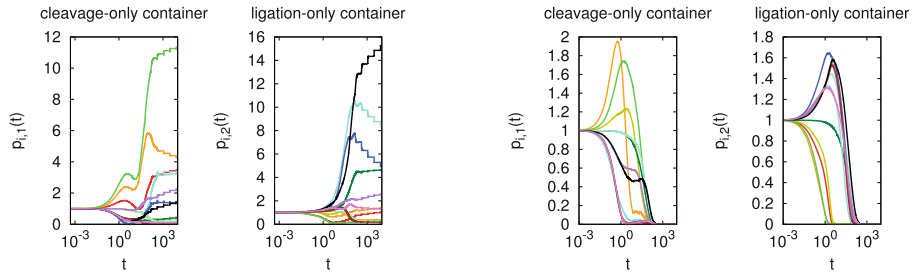 cleavage-only container
ligation-only container
cleavage-only container
ligation-only container
p_{i,1}(t)
12
10
8
6
4
2
0
10^{-3} 10^{0} 10^{3}
t
p_{i,2}(t)
16
14
12
10
8
6
4
2
0
10^{-3} 10^{0} 10^{3}
t
p_{i,1}(t)
2
1.8
1.6
1.4
1.2
1
0.8
0.6
0.4
0.2
0
10^{-3} 10^{0} 10^{3}
t
p_{i,2}(t)
1.8
1.6
1.4
1.2
1
0.8
0.6
0.4
0.2
0
10^{-3} 10^{0} 10^{3}
t